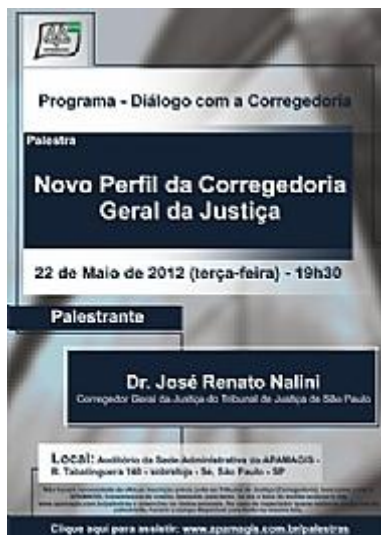 Programa - Diálogo com a Corregedoria
Palestra
Novo Perfil da Corregedoria
Geral da Justiça
22 de Maio de 2012 (terça-feira) - 19h30
Palestrante
Dr. José Renato Nalini
Corregedor Geral da Justiça do Tribunal de Justiça de São Paulo
Local: Auditório da Sede Administrativa da APAMAGIS -
R. Tabatinguera 140 - sobreloja - Sé, São Paulo - SP
Clique aqui para assistir: www.apamagis.com.br/palestras